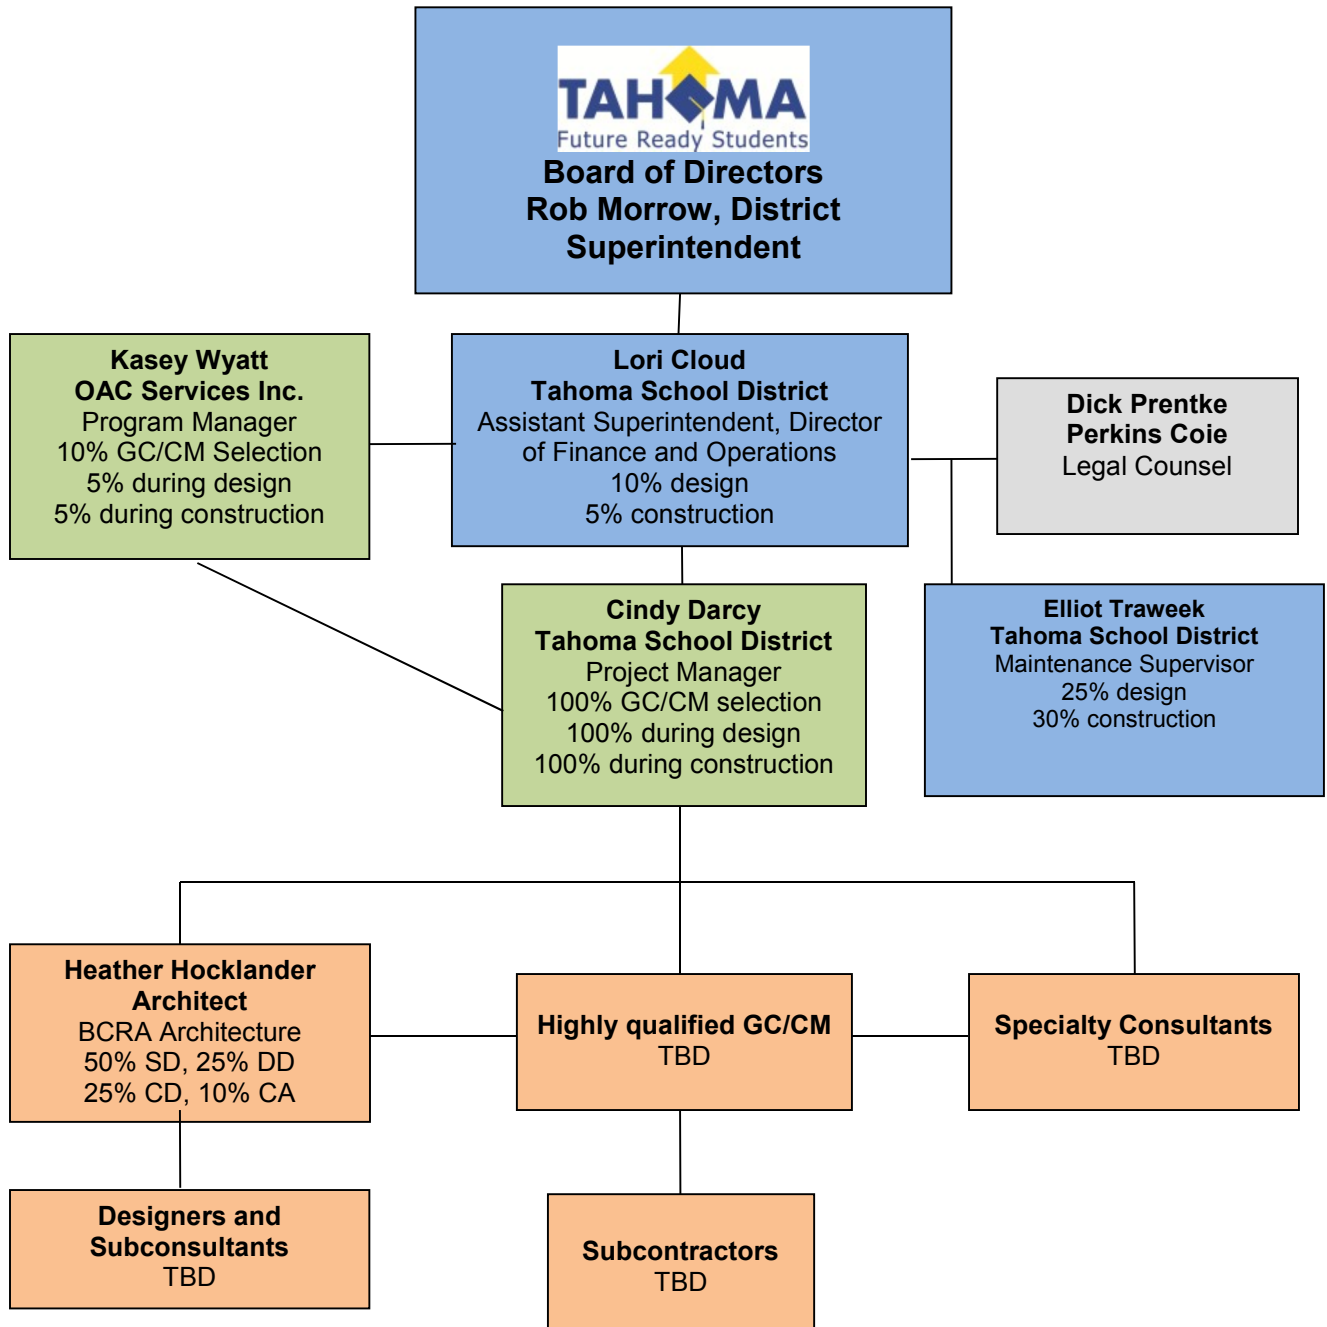 TAHOMA
Future Ready Students
Board of Directors
Rob Morrow, District
Superintendent
Kasey Wyatt
OAC Services Inc.
Program Manager
10% GC/CM Selection
5% during design
5% during construction
Lori Cloud
Tahoma School District
Assistant Superintendent, Director
of Finance and Operations
10% design
5% construction
Dick Prentke
Perkins Coie
Legal Counsel
Cindy Darcy
Tahoma School District
Project Manager
100% GC/CM selection
100% during design
100% during construction
Elliot Traweek
Tahoma School District
Maintenance Supervisor
25% design
30% construction
Heather Hocklander
Architect
BCRA Architecture
50% SD, 25% DD
25% CD, 10% CA
Highly qualified GC/CM
TBD
Specialty Consultants
TBD
Designers and
Subconsultants
TBD
Subcontractors
TBD